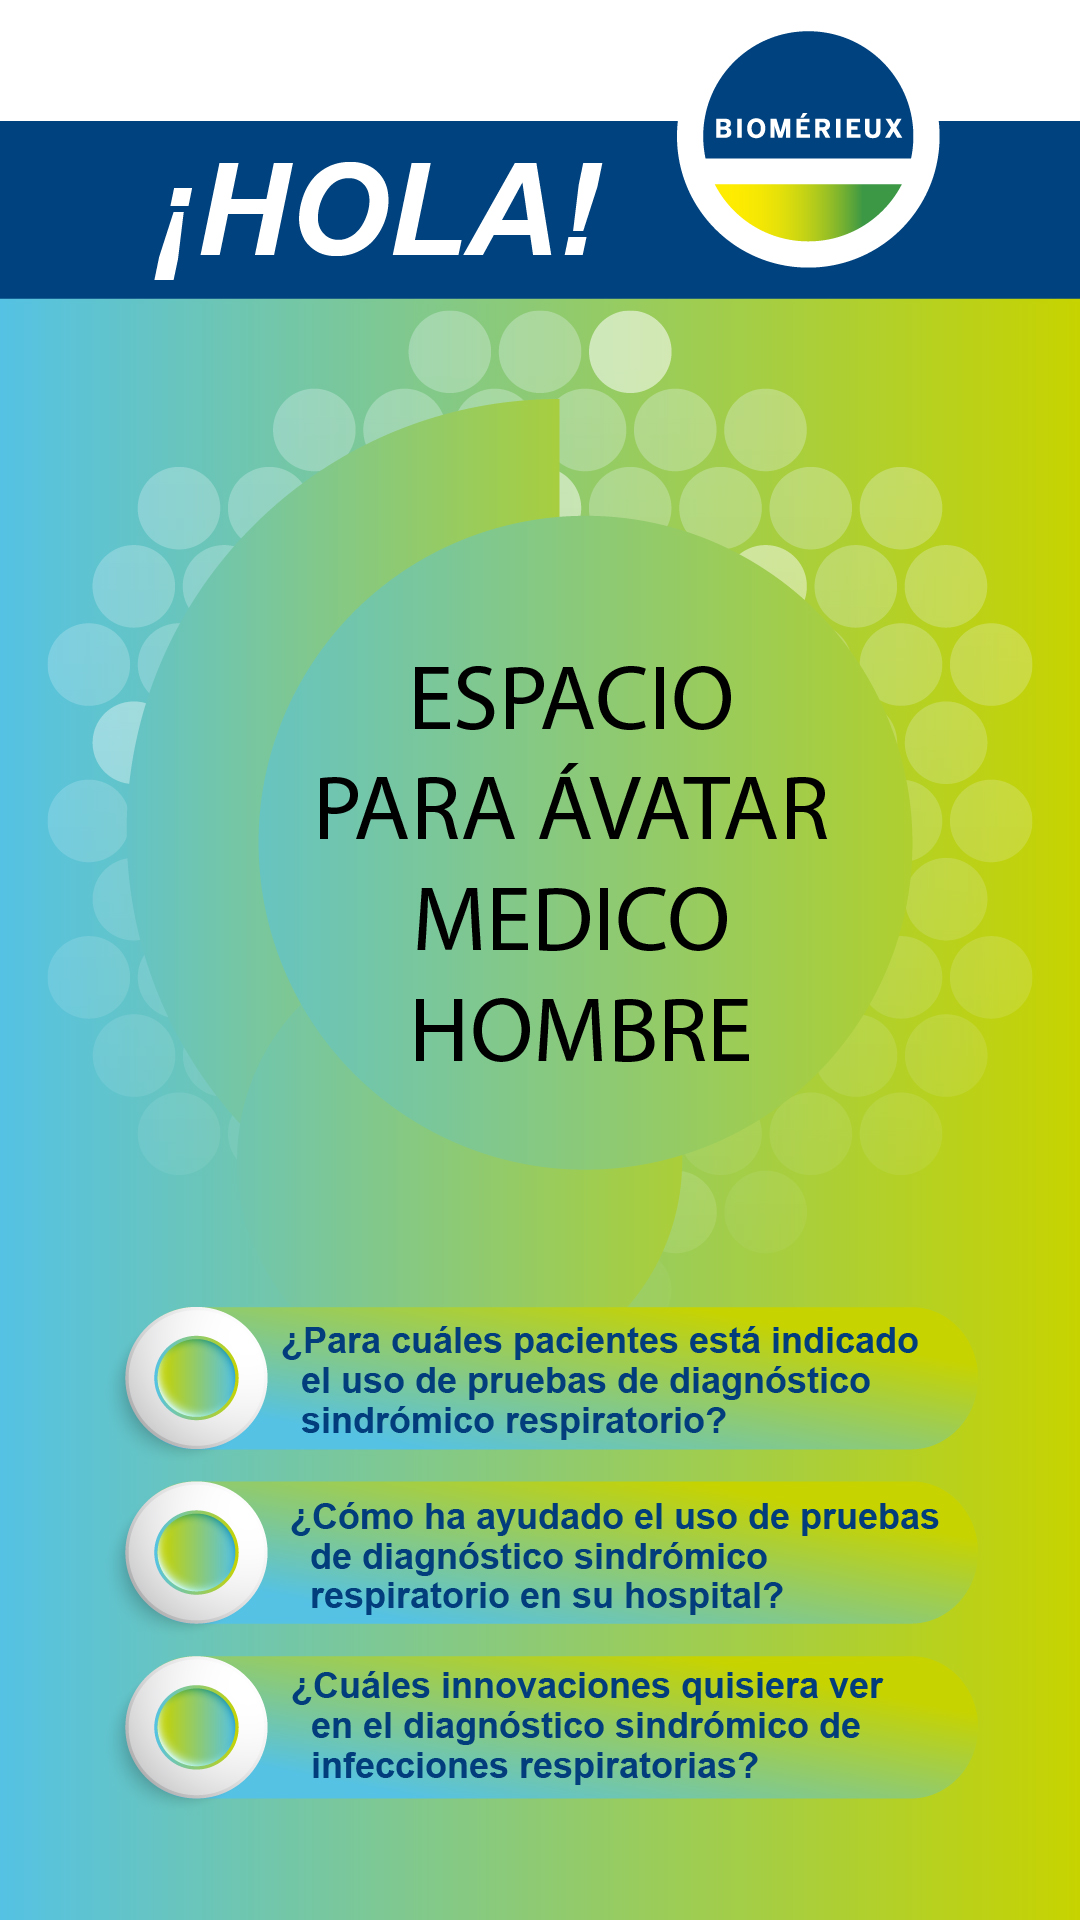 BIOMÉRIEUX
¡HOLA!
ESPACIO
PARA ÁVATAR
MEDICO
HOMBRE
¿Para cuáles pacientes está indicado
el uso de pruebas de diagnóstico
sindrómico respiratorio?
¿Cómo ha ayudado el uso de pruebas
de diagnóstico sindrómico
respiratorio en su hospital?
¿Cuáles innovaciones quisiera ver
en el diagnóstico sindrómico de
infecciones respiratorias?